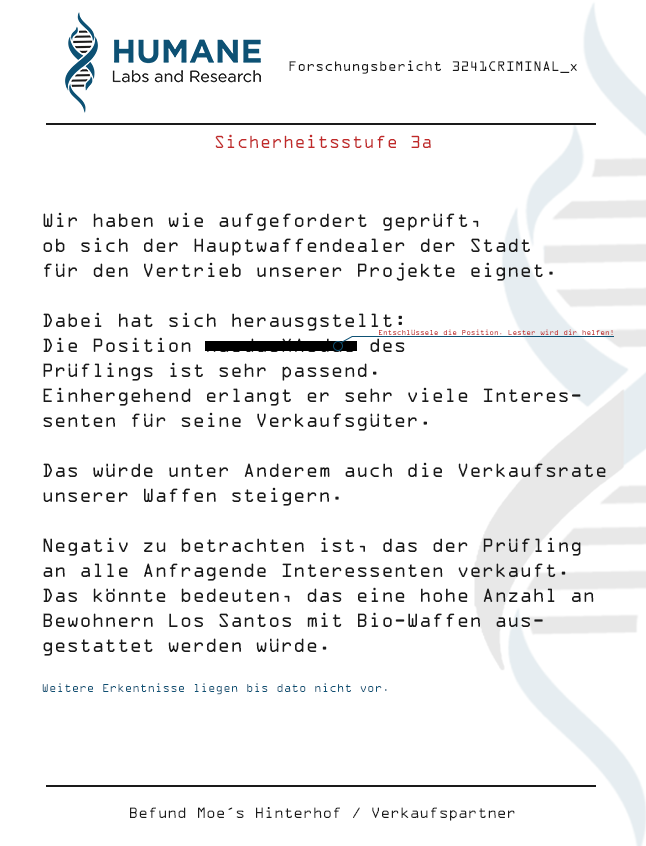 HUMANE
Labs and Research
Forschungsbericht 3241CRIMINAL_x
Sicherheitsstufe 3a
Wir haben wie aufgefordert geprüft,
ob sich der Hauptwaffendealer der Stadt
für den Vertrieb unserer Projekte eignet.
Dabei hat sich herausgstellt:
Entschlüssele die Position. Lester wird dir helfen!
Die Position des
Prüflings ist sehr passend.
Einhergehend erlangt er sehr viele Interes-
senten für seine Verkaufsgüter.
Das würde unter Anderem auch die Verkaufsrate
unserer Waffen steigern.
Negativ zu betrachten ist, das der Prüfling
an alle Anfragende Interessenten verkauft.
Das könnte bedeuten, das eine hohe Anzahl an
Bewohnern Los Santos mit Bio-Waffen aus-
gestattet werden würde.
Weitere Erkentnisse liegen bis dato nicht vor.
Befund Moe´s Hinterhof / Verkaufspartner